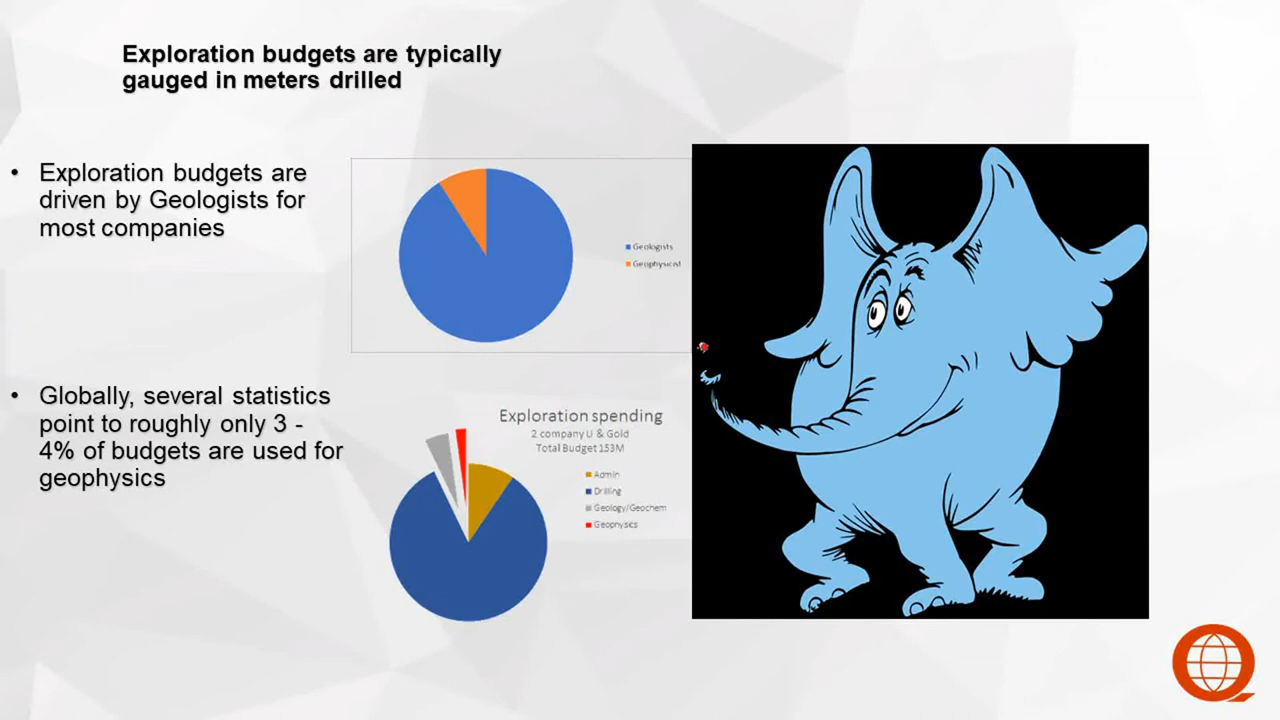 Exploration budgets are typically
gauged in meters drilled
• Exploration budgets are
driven by Geologists for
most companies
Geologists
Geophysicist
• Globally, several statistics
point to roughly only 3 -
4% of budgets are used for
geophysics
Exploration spending
2 company U & Gold
Total Budget 153M
Admin
Drilling
Geology/Geochem
Geophysics